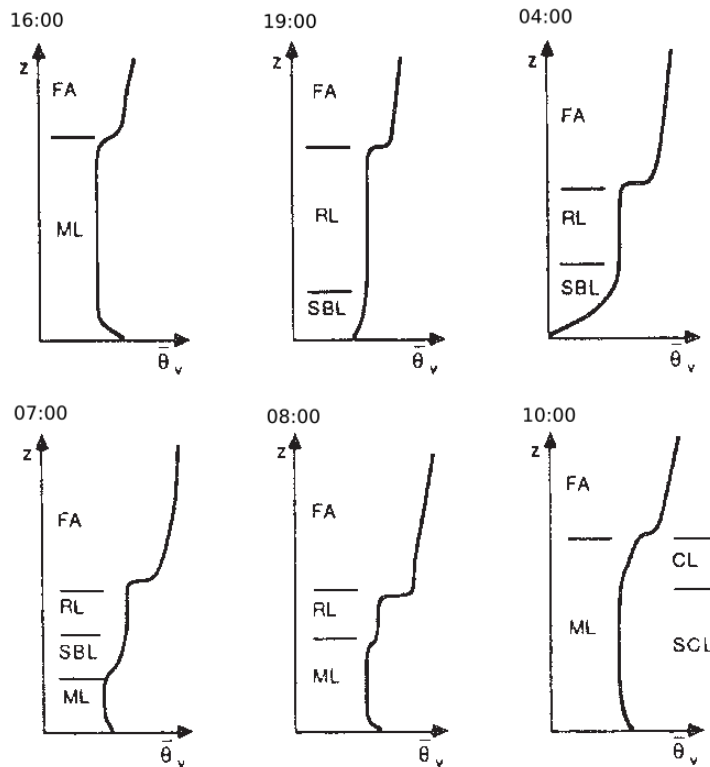 16:00
z
FA
ML
θ̄ᵥ
19:00
z
FA
RL
SBL
θ̄ᵥ
04:00
z
FA
RL
SBL
θ̄ᵥ
07:00
z
FA
RL
SBL
ML
θ̄ᵥ
08:00
z
FA
RL
ML
θ̄ᵥ
10:00
z
FA
CL
ML
SCL
θ̄ᵥ